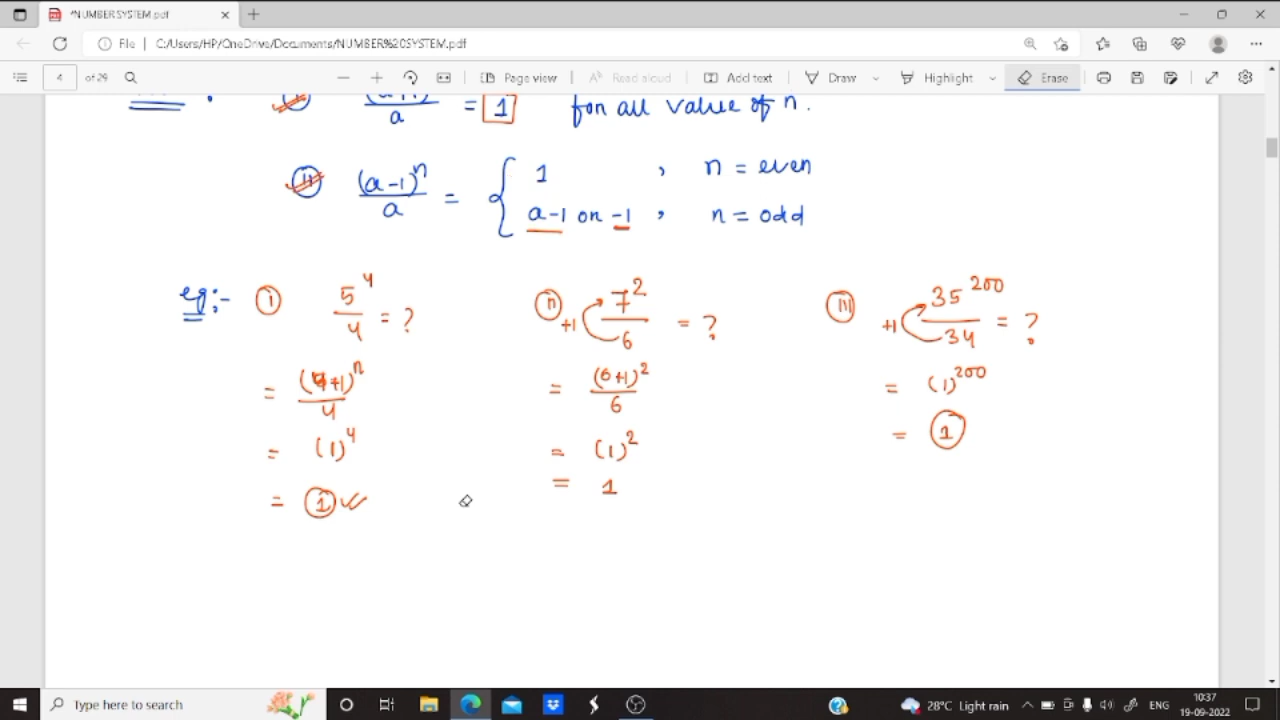 *NUMBER SYSTEM.pdf
File | C:/Users/HP/OneDrive/Documents/NUMBER%20SYSTEM.pdf
4 of 29 Page view Read aloud Add text Draw Highlight Erase
= 1 for all value of n.
a
(ii) (a-1)^n / a = { 1 , n = even
a-1 or -1 , n = odd
eg:- (i) 5^4 / 4 = ? (ii) +1 7^2 / 6 = ? (iii) +1 35^200 / 34 = ?
= (4+1)^n / 4 = (6+1)^2 / 6 = (1)^200
= (1)^4 = (1)^2 = 1
= 1 ✓ = 1
Type here to search 28°C Light rain ENG 10:37
19-09-2022